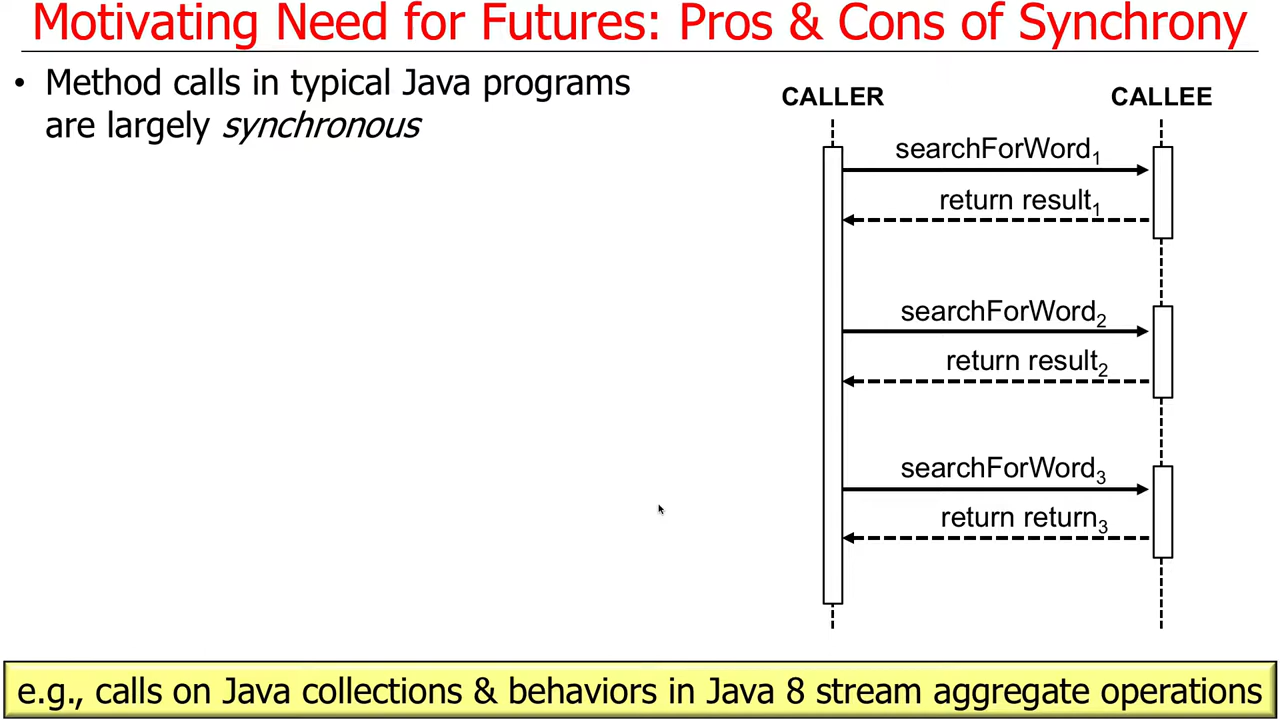 Motivating Need for Futures: Pros & Cons of Synchrony
• Method calls in typical Java programs
are largely synchronous
CALLER
CALLEE
searchForWord₁
return result₁
searchForWord₂
return result₂
searchForWord₃
return return₃
e.g., calls on Java collections & behaviors in Java 8 stream aggregate operations